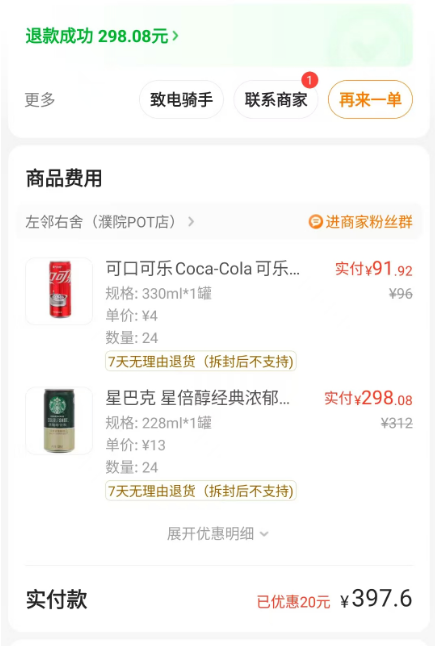 退款成功 298.08元 >
更多
致电骑手
联系商家
1
再来一单
商品费用
左邻右舍（濮院POT店） >
进商家粉丝群
可口可乐 Coca-Cola 可乐...
实付¥91.92
规格: 330ml*1罐
¥96
单价: ¥4
数量: 24
7天无理由退货（拆封后不支持)
星巴克 星倍醇经典浓郁...
实付¥298.08
规格: 228ml*1罐
¥312
单价: ¥13
数量: 24
7天无理由退货（拆封后不支持)
展开优惠明细
实付款
已优惠20元 ¥397.6